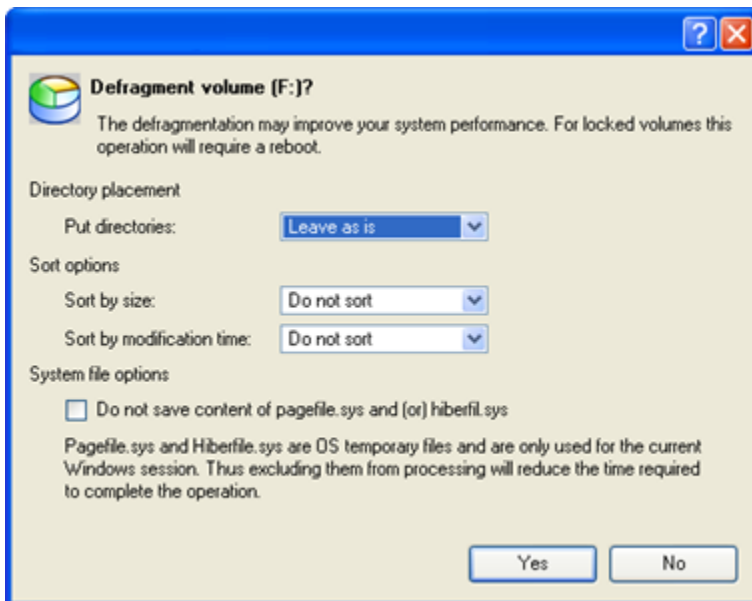 Defragment volume (F:)?
The defragmentation may improve your system performance. For locked volumes this
operation will require a reboot.
Directory placement
Put directories: Leave as is
Sort options
Sort by size: Do not sort
Sort by modification time: Do not sort
System file options
Do not save content of pagefile.sys and (or) hiberfil.sys
Pagefile.sys and Hiberfile.sys are OS temporary files and are only used for the current
Windows session. Thus excluding them from processing will reduce the time required
to complete the operation.
Yes No